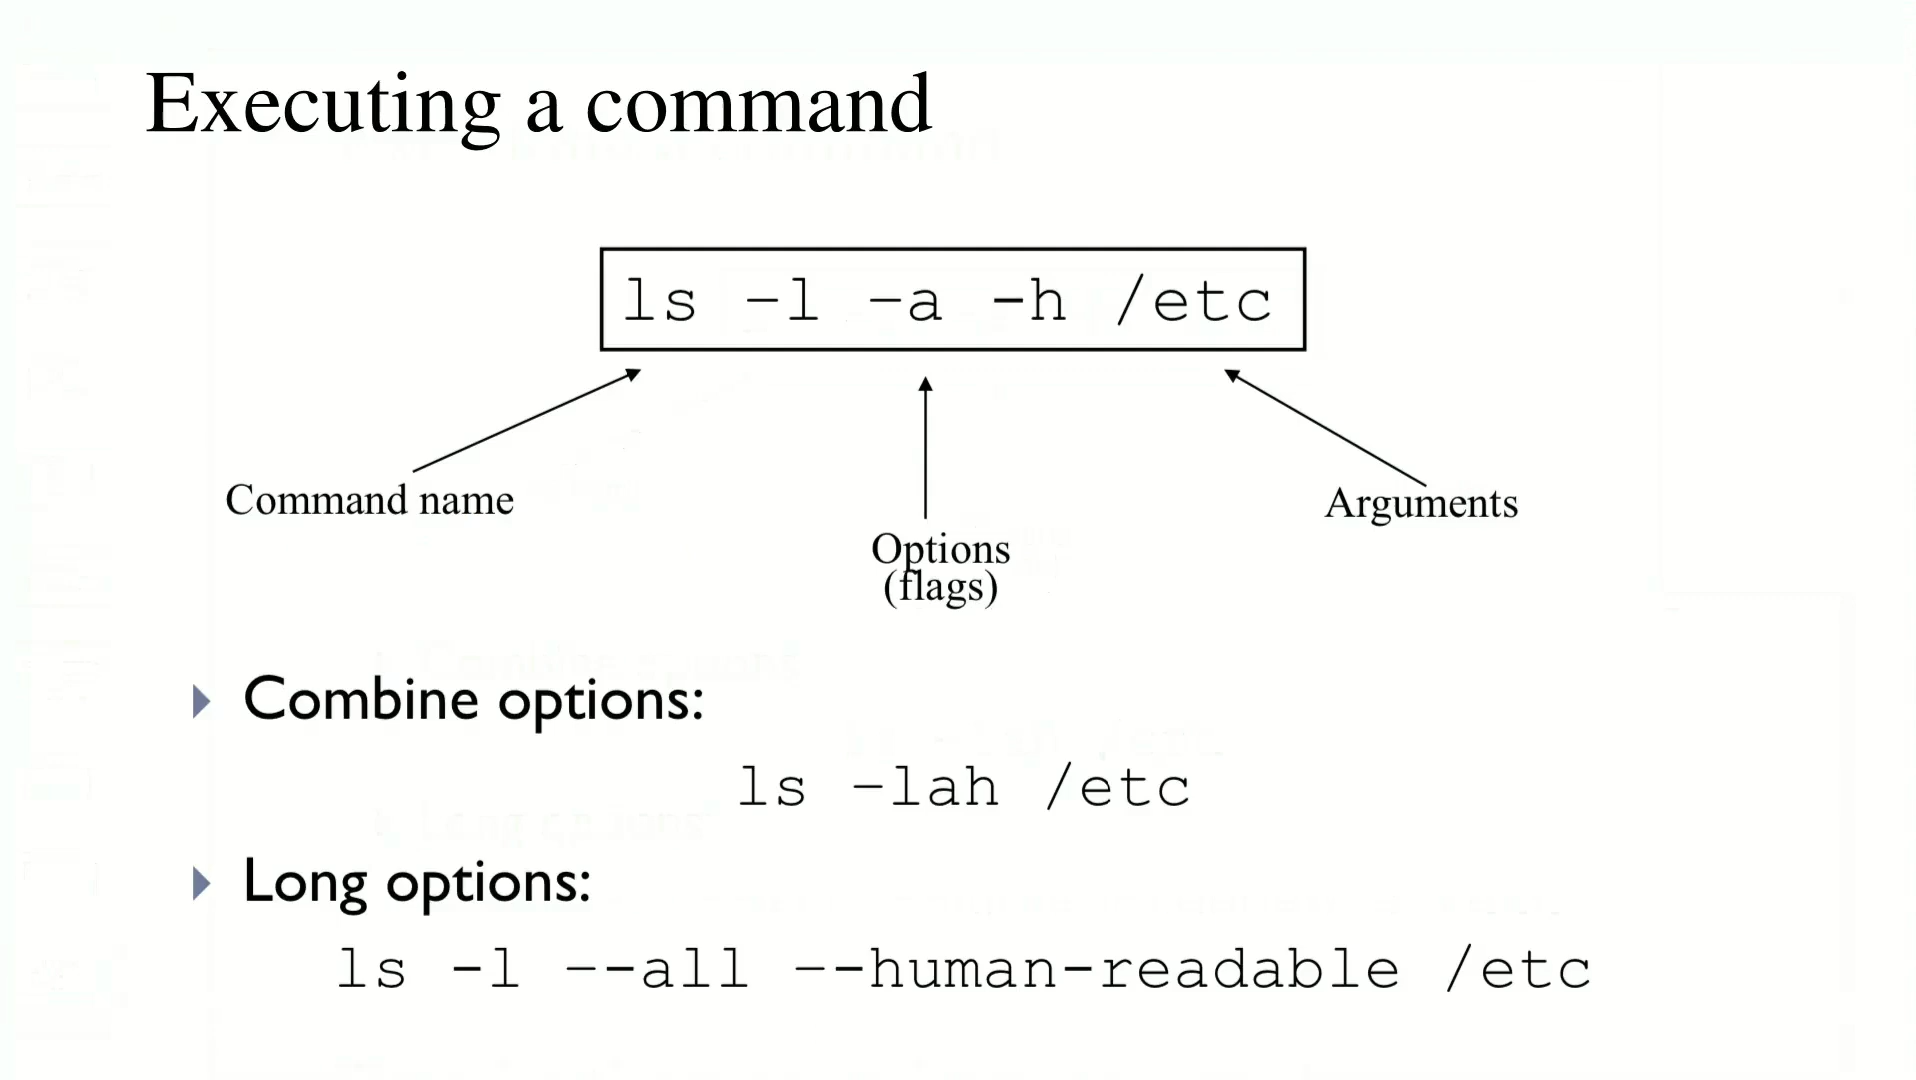 Executing a command
ls –l –a -h /etc
Command name
Arguments
Options
(flags)
Combine options:
ls –lah /etc
Long options:
ls -l –-all –-human-readable /etc